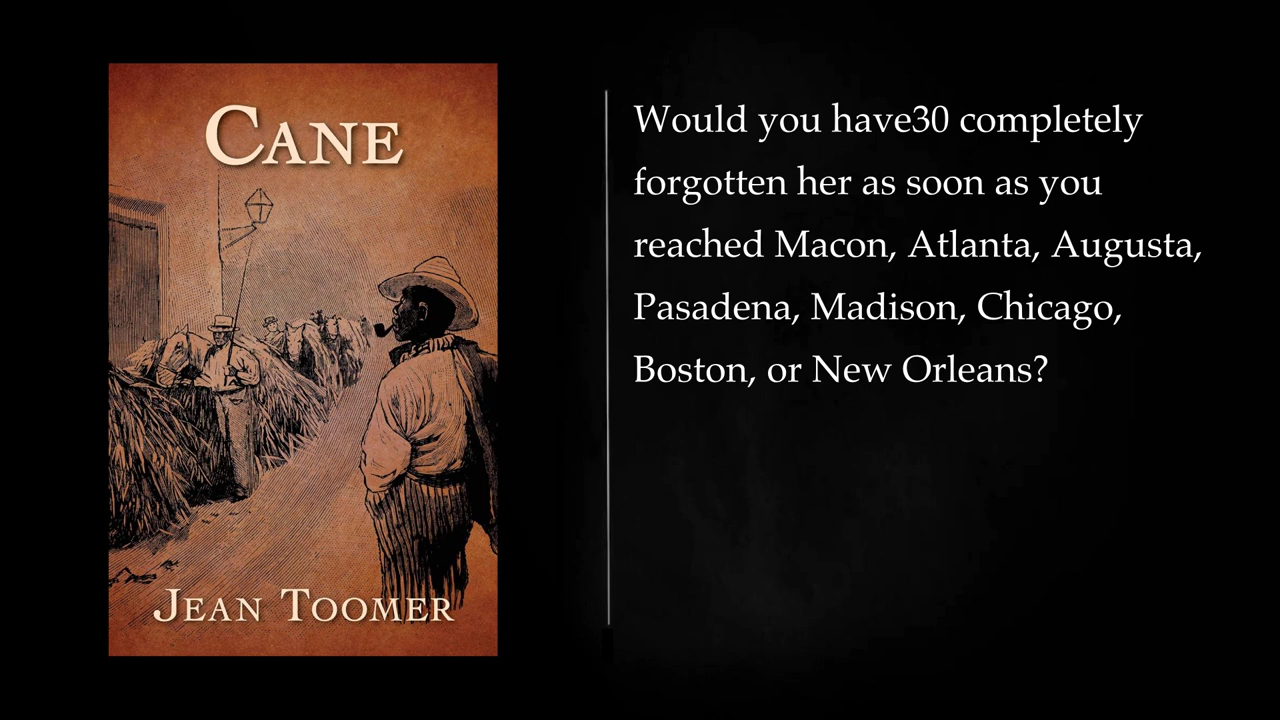 CANE
JEAN TOOMER
Would you have30 completely
forgotten her as soon as you
reached Macon, Atlanta, Augusta,
Pasadena, Madison, Chicago,
Boston, or New Orleans?